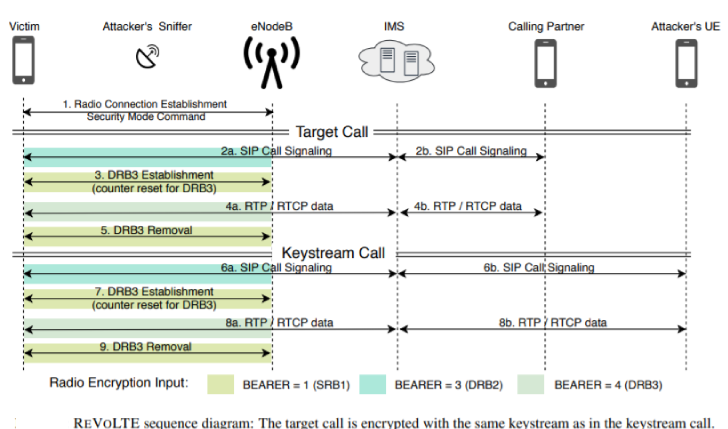 Victim Attacker's Sniffer eNodeB IMS Calling Partner Attacker's UE
1. Radio Connection Establishment
Security Mode Command
Target Call
2a. SIP Call Signaling 2b. SIP Call Signaling
3. DRB3 Establishment
(counter reset for DRB3)
4a. RTP / RTCP data 4b. RTP / RTCP data
5. DRB3 Removal
Keystream Call
6a. SIP Call Signaling 6b. SIP Call Signaling
7. DRB3 Establishment
(counter reset for DRB3)
8a. RTP / RTCP data 8b. RTP / RTCP data
9. DRB3 Removal
Radio Encryption Input: BEARER = 1 (SRB1) BEARER = 3 (DRB2) BEARER = 4 (DRB3)
REVOLTE sequence diagram: The target call is encrypted with the same keystream as in the keystream call.